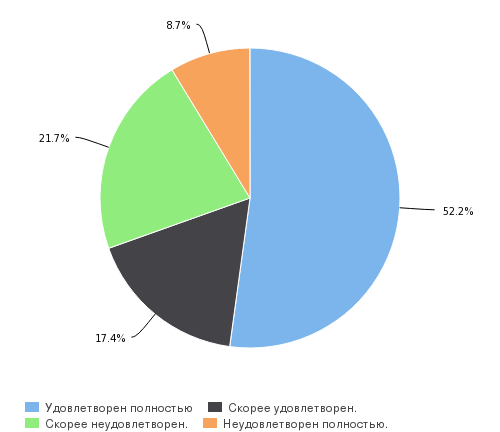 8.7%
21.7%
52.2%
17.4%
Удовлетворен полностью
Скорее удовлетворен.
Скорее неудовлетворен.
Неудовлетворен полностью.